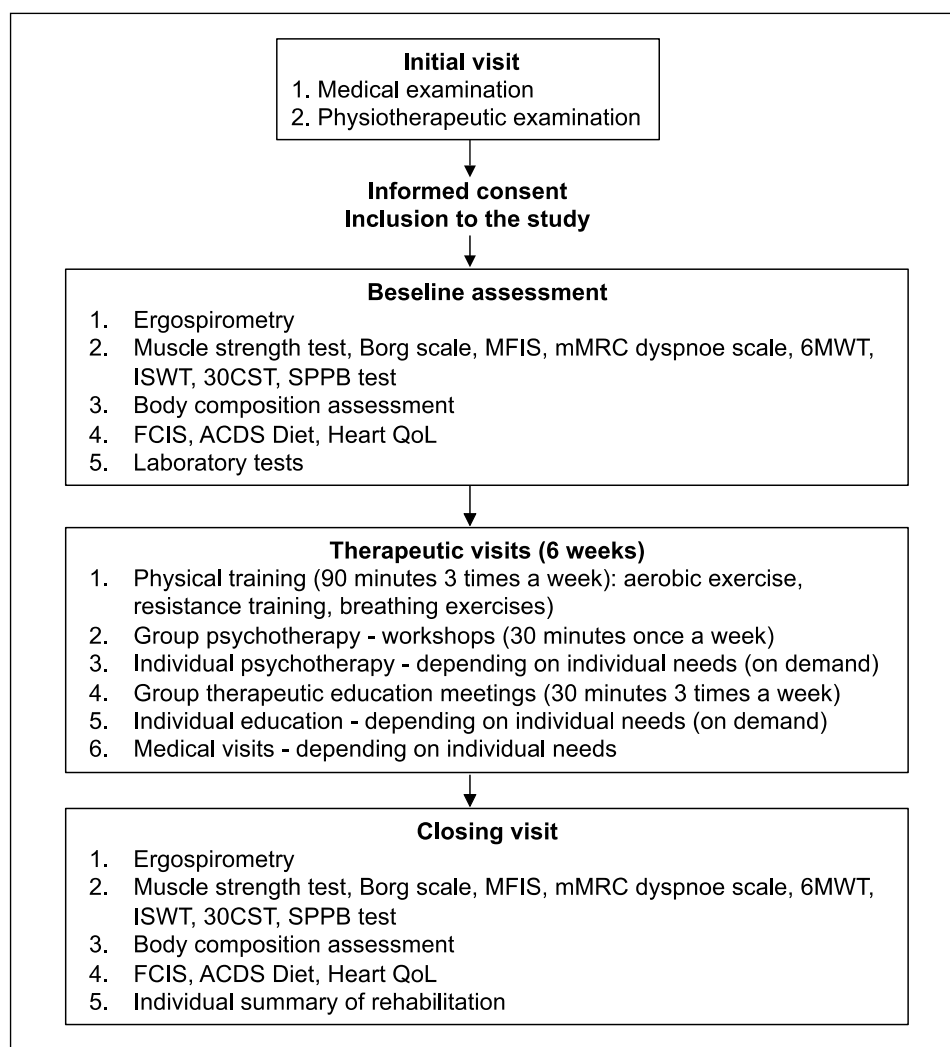 Initial visit
1. Medical examination
2. Physiotherapeutic examination
Informed consent
Inclusion to the study
Beseline assessment
1. Ergospirometry
2. Muscle strength test, Borg scale, MFIS, mMRC dyspnoe scale, 6MWT,
ISWT, 30CST, SPPB test
3. Body composition assessment
4. FCIS, ACDS Diet, Heart QoL
5. Laboratory tests
Therapeutic visits (6 weeks)
1. Physical training (90 minutes 3 times a week): aerobic exercise,
resistance training, breathing exercises)
2. Group psychotherapy - workshops (30 minutes once a week)
3. Individual psychotherapy - depending on individual needs (on demand)
4. Group therapeutic education meetings (30 minutes 3 times a week)
5. Individual education - depending on individual needs (on demand)
6. Medical visits - depending on individual needs
Closing visit
1. Ergospirometry
2. Muscle strength test, Borg scale, MFIS, mMRC dyspnoe scale, 6MWT,
ISWT, 30CST, SPPB test
3. Body composition assessment
4. FCIS, ACDS Diet, Heart QoL
5. Individual summary of rehabilitation